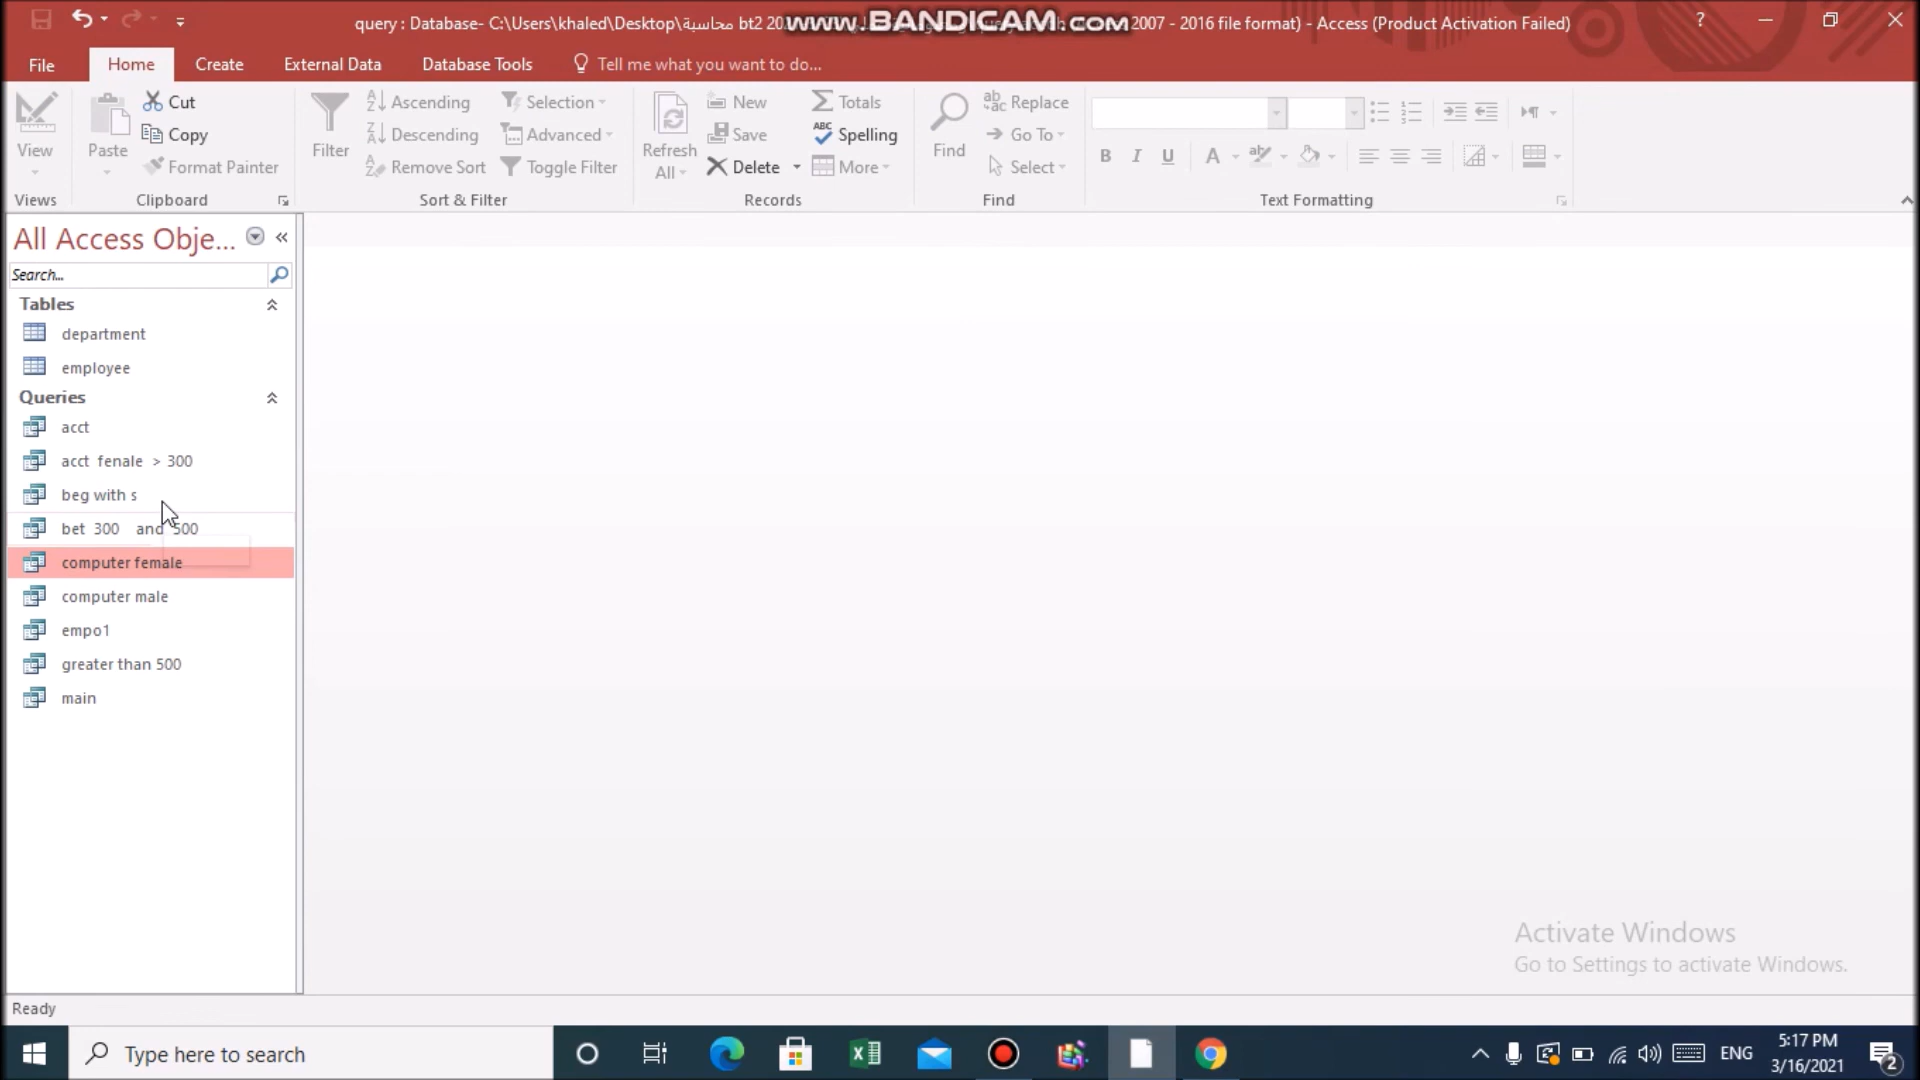 query : Database- C:\Users\khaled\Desktop\محاسبة bt2 20
www.BANDICAM.com
2007 - 2016 file format) - Access (Product Activation Failed)
?
File Home Create External Data Database Tools Tell me what you want to do...
View
Views
Paste
Cut
Copy
Format Painter
Clipboard
Filter
Ascending
Descending
Remove Sort
Selection
Advanced
Toggle Filter
Sort & Filter
Refresh
All
New
Save
Delete
Totals
Spelling
More
Records
Find
Replace
Go To
Select
Find
B I U A
Text Formatting
All Access Obje...
Search...
Tables
department
employee
Queries
acct
acct fenale > 300
beg with s
bet 300 and 500
computer female
computer male
empo1
greater than 500
main
Activate Windows
Go to Settings to activate Windows.
Ready
Type here to search
ENG
5:17 PM
3/16/2021
2